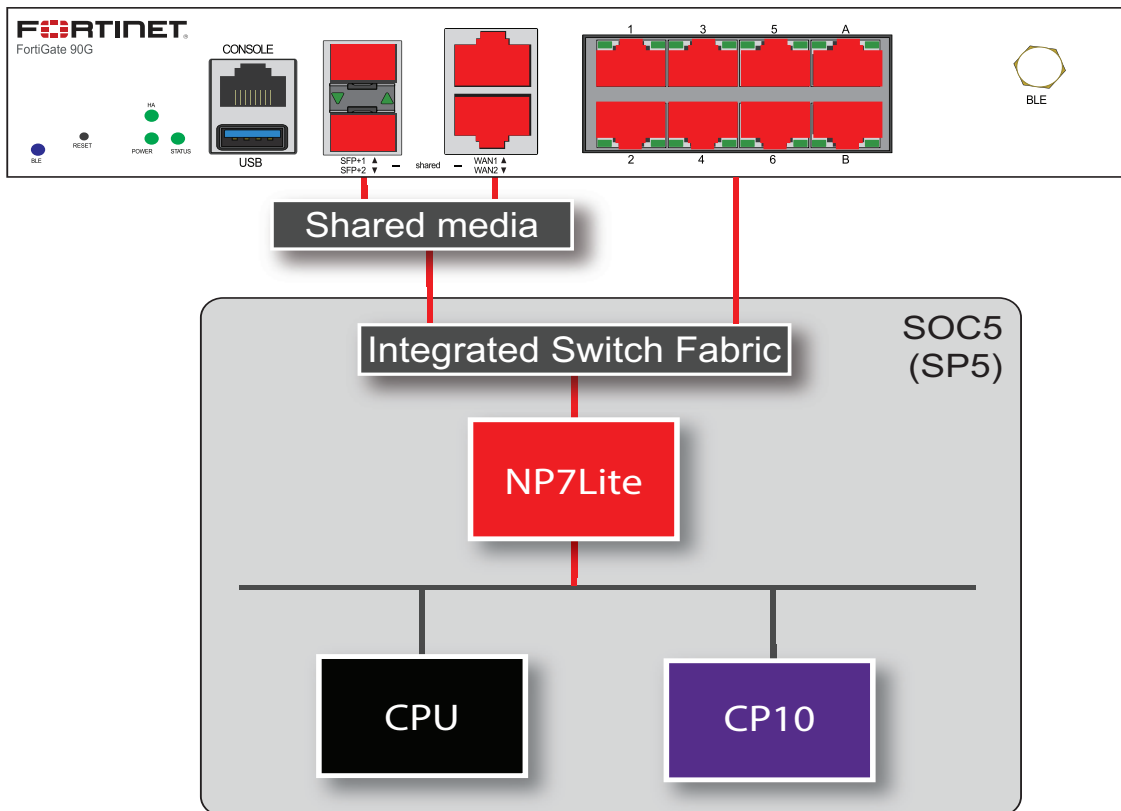 FORTINET®
FortiGate 90G
CONSOLE
1 3 5 A
HA
RESET
POWER STATUS
BLE
USB
SFP+1 ▲
SFP+2 ▼
shared
WAN1 ▲
WAN2 ▼
2 4 6 B
BLE
Shared media
Integrated Switch Fabric
SOC5
(SP5)
NP7Lite
CPU
CP10